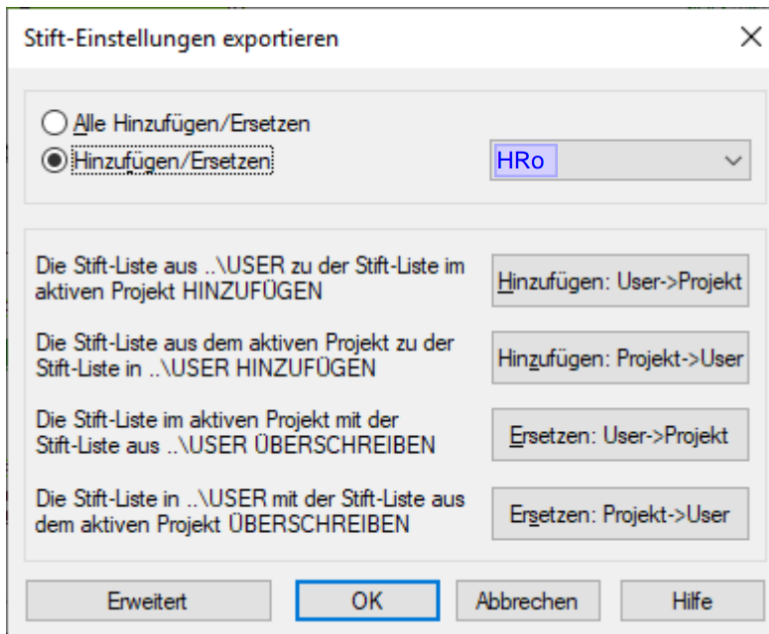 Stift-Einstellungen exportieren
Alle Hinzufügen/Ersetzen
Hinzufügen/Ersetzen
HRo
Die Stift-Liste aus ..\USER zu der Stift-Liste im
aktiven Projekt HINZUFÜGEN
Hinzufügen: User->Projekt
Die Stift-Liste aus dem aktiven Projekt zu der
Stift-Liste in ..\USER HINZUFÜGEN
Hinzufügen: Projekt->User
Die Stift-Liste im aktiven Projekt mit der
Stift-Liste aus ..\USER ÜBERSCHREIBEN
Ersetzen: User->Projekt
Die Stift-Liste in ..\USER mit der Stift-Liste aus
dem aktiven Projekt ÜBERSCHREIBEN
Ersetzen: Projekt->User
Erweitert
OK
Abbrechen
Hilfe